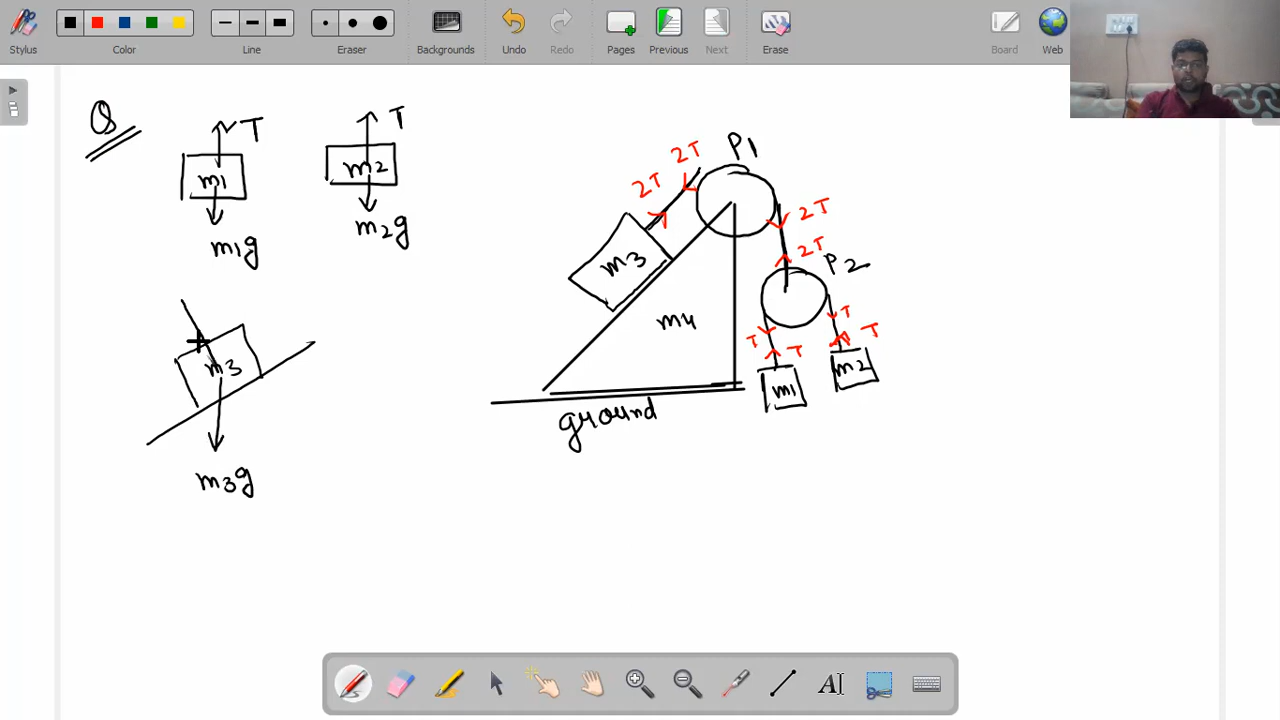 Stylus
Color
Line
Eraser
Backgrounds
Undo
Redo
Pages
Previous
Next
Erase
Board
Web
Q
T
m1
m1g
T
m2
m2g
m3
m3g
P1
2T
2T
2T
2T
P2
m3
m4
T
T
T
T
m1
m2
ground
AI